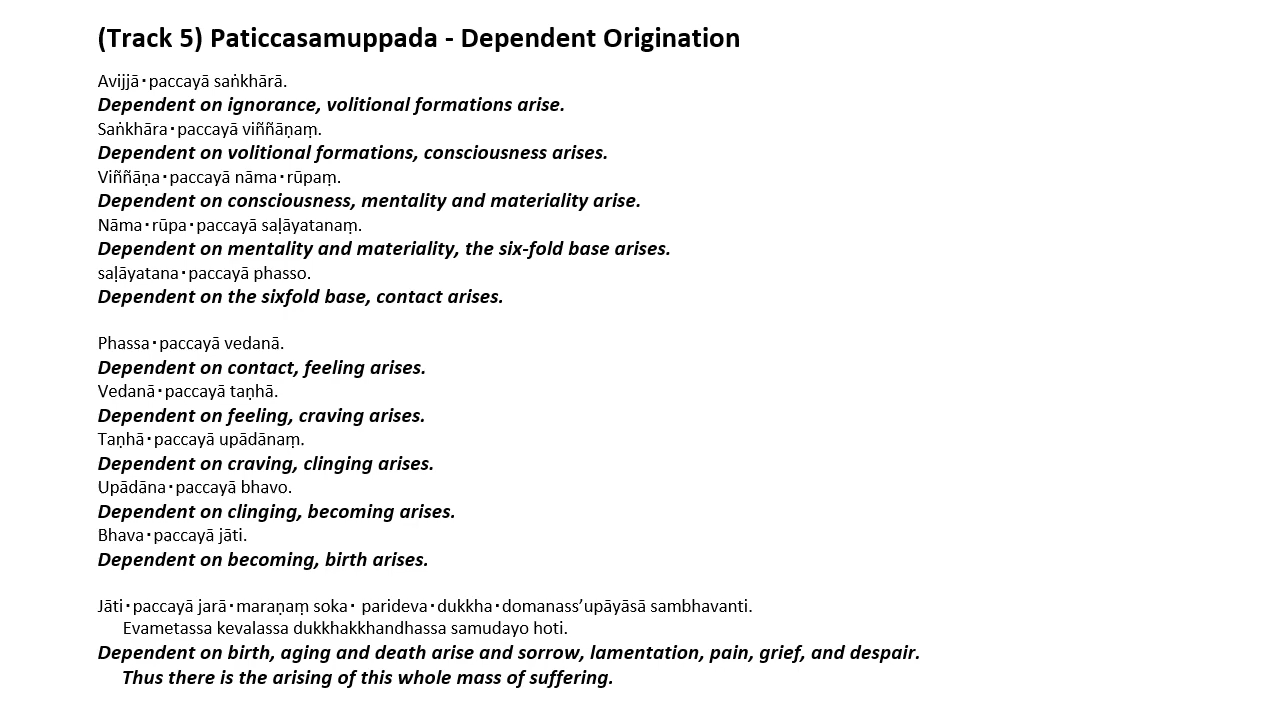 (Track 5) Paticcasamuppada - Dependent Origination
Avijjā·paccayā saṅkhārā.
Dependent on ignorance, volitional formations arise.
Saṅkhāra·paccayā viññāṇaṃ.
Dependent on volitional formations, consciousness arises.
Viññāṇa·paccayā nāma·rūpaṃ.
Dependent on consciousness, mentality and materiality arise.
Nāma·rūpa·paccayā saḷāyatanaṃ.
Dependent on mentality and materiality, the six-fold base arises.
saḷāyatana·paccayā phasso.
Dependent on the sixfold base, contact arises.
Phassa·paccayā vedanā.
Dependent on contact, feeling arises.
Vedanā·paccayā taṇhā.
Dependent on feeling, craving arises.
Taṇhā·paccayā upādānaṃ.
Dependent on craving, clinging arises.
Upādāna·paccayā bhavo.
Dependent on clinging, becoming arises.
Bhava·paccayā jāti.
Dependent on becoming, birth arises.
Jāti·paccayā jarā·maraṇaṃ soka· parideva·dukkha·domanass’upāyāsā sambhavanti.
Evametassa kevalassa dukkhakkhandhassa samudayo hoti.
Dependent on birth, aging and death arise and sorrow, lamentation, pain, grief, and despair.
Thus there is the arising of this whole mass of suffering.